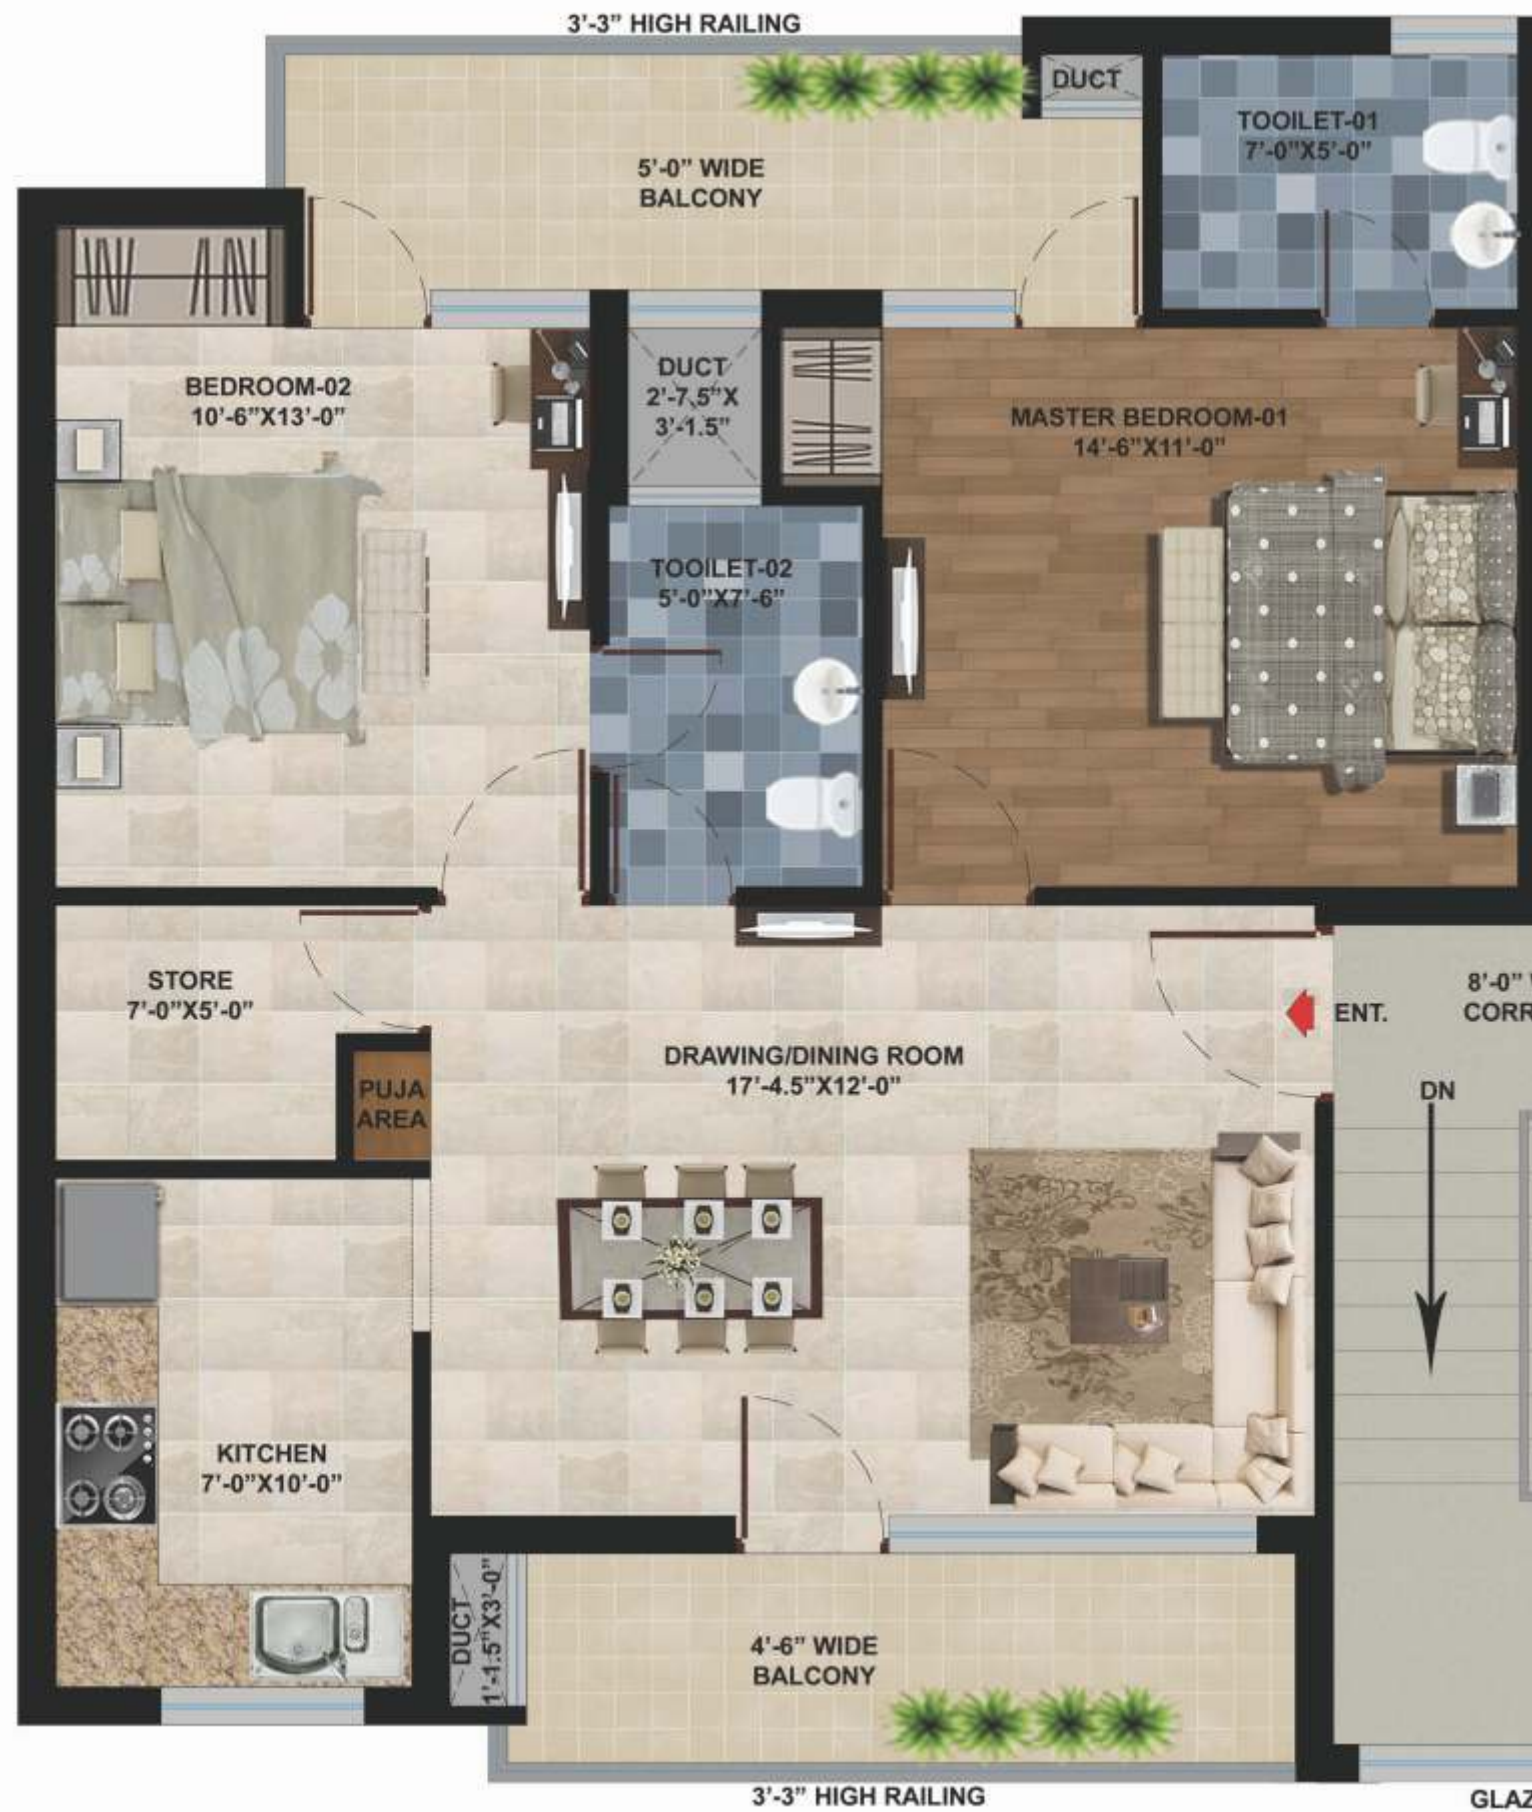 3'-3” HIGH RAILING
DUCT
TOOILET-01
7'-0”X5'-0”
5'-0” WIDE
BALCONY
BEDROOM-02
10'-6”X13'-0”
DUCT
2'-7.5”X
3'-1.5”
MASTER BEDROOM-01
14'-6”X11'-0”
TOOILET-02
5'-0”X7'-6”
STORE
7'-0”X5'-0”
8'-0”
ENT.
CORR
DRAWING/DINING ROOM
17'-4.5”X12'-0”
PUJA
AREA
DN
KITCHEN
7'-0”X10'-0”
DUCT
1'-1.5”X3'-0”
4'-6” WIDE
BALCONY
3'-3” HIGH RAILING
GLAZ